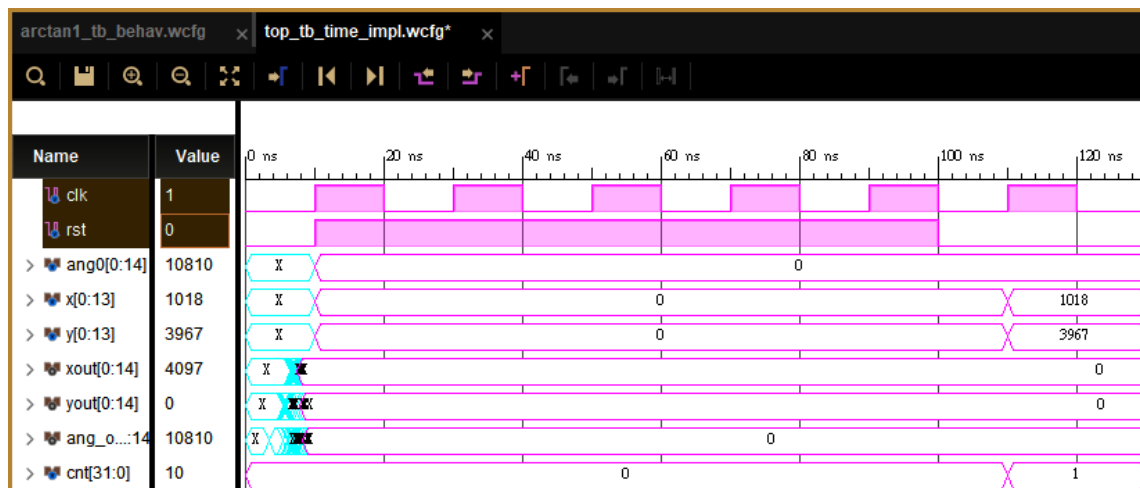 arctan1_tb_behav.wcfg × top_tb_time_impl.wcfg* ×
Name Value 0 ns 20 ns 40 ns 60 ns 80 ns 100 ns 120 ns
clk 1
rst 0
ang0[0:14] 10810 X 0
x[0:13] 1018 X 0 1018
y[0:13] 3967 X 0 3967
xout[0:14] 4097 X 0
yout[0:14] 0 X 0
ang_o...:14 10810 X 0
cnt[31:0] 10 0 1